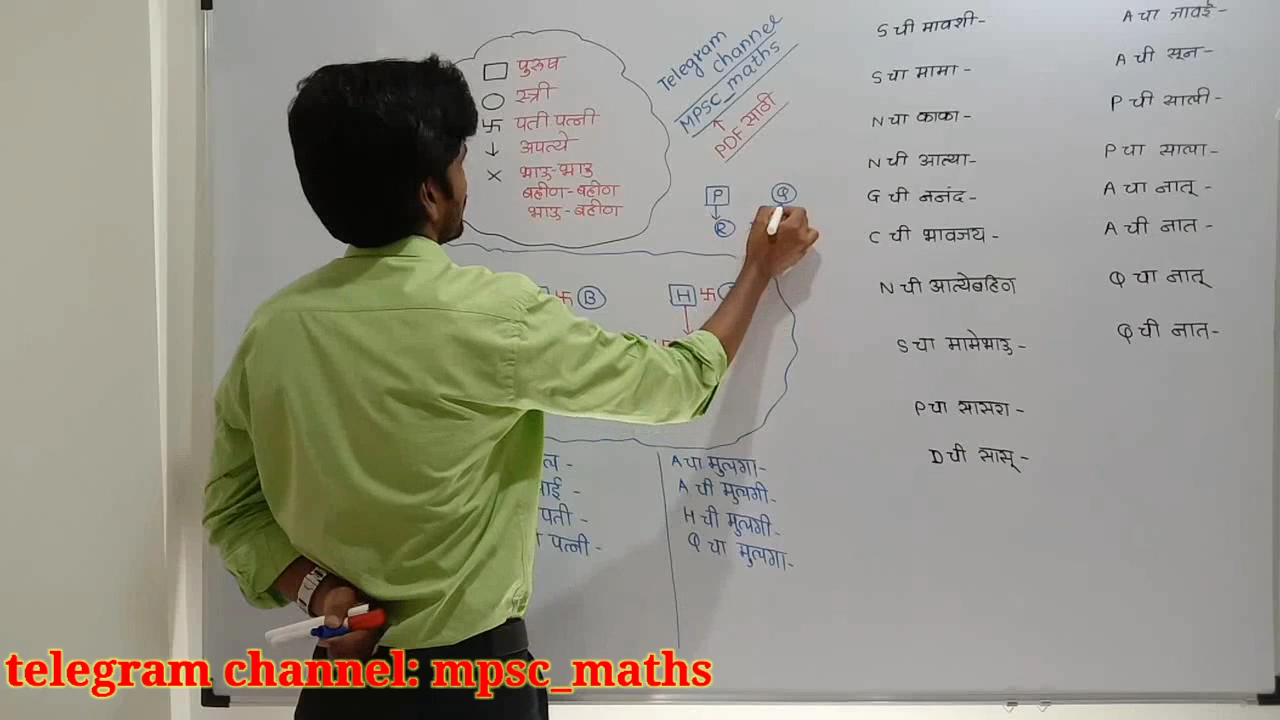 पुरुष
स्त्री
पती पत्नी
अपत्ये
भाऊ-भाऊ
बहीण-बहीण
भाऊ-बहीण
Telegram
channel
MPSC_maths
PDF साठी
P
Q
R
B
H
A चा मुलगा-
A ची मुलगी-
H ची मुलगी-
Q चा मुलगा-
पती -
पत्नी -
S ची मावशी-
S चा मामा -
N चा काका-
N ची आत्या-
G ची ननंद-
C ची भावजय-
N ची आत्येबहिण
S चा मामेभाऊ-
P चा सासरा-
D ची सासू-
A चा जावई-
A ची सून-
P ची साली-
P चा साला-
A चा नातू-
A ची नात-
Q चा नातू
Q ची नात-
telegram channel: mpsc_maths